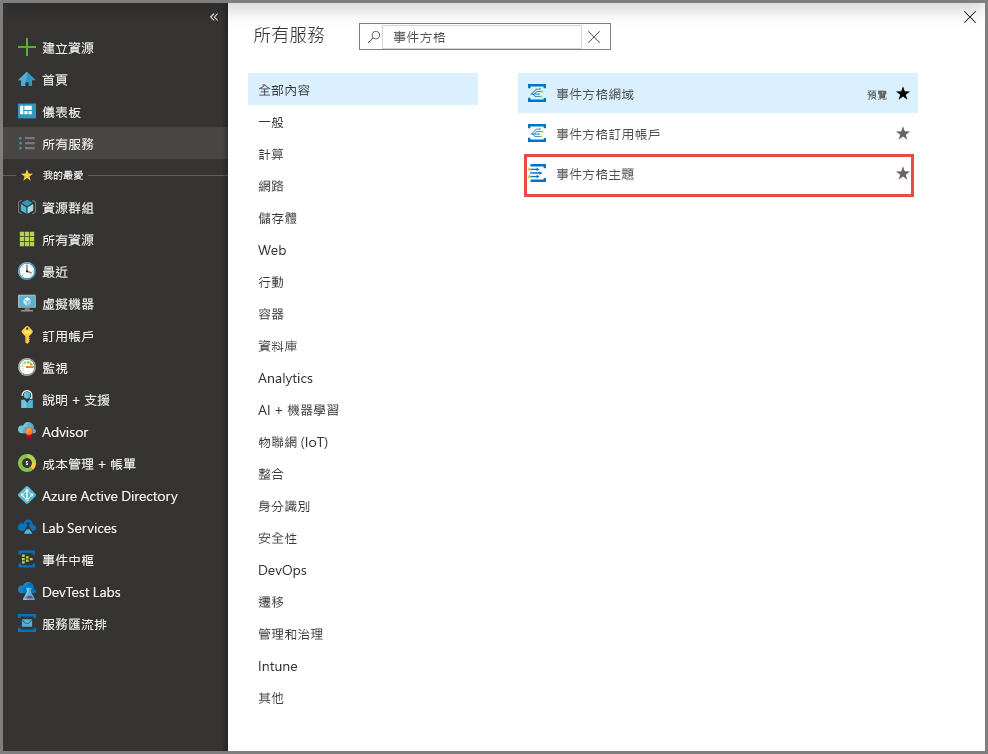 «
建立資源
首頁
儀表板
所有服務
我的最愛
資源群組
所有資源
最近
虛擬機器
訂用帳戶
監視
說明 + 支援
Advisor
成本管理 + 帳單
Azure Active Directory
Lab Services
事件中樞
DevTest Labs
服務匯流排
所有服務
事件方格
全部內容
一般
計算
網路
儲存體
Web
行動
容器
資料庫
Analytics
AI + 機器學習
物聯網 (IoT)
整合
身分識別
安全性
DevOps
遷移
管理和治理
Intune
其他
事件方格網域 預覽
事件方格訂用帳戶
事件方格主題